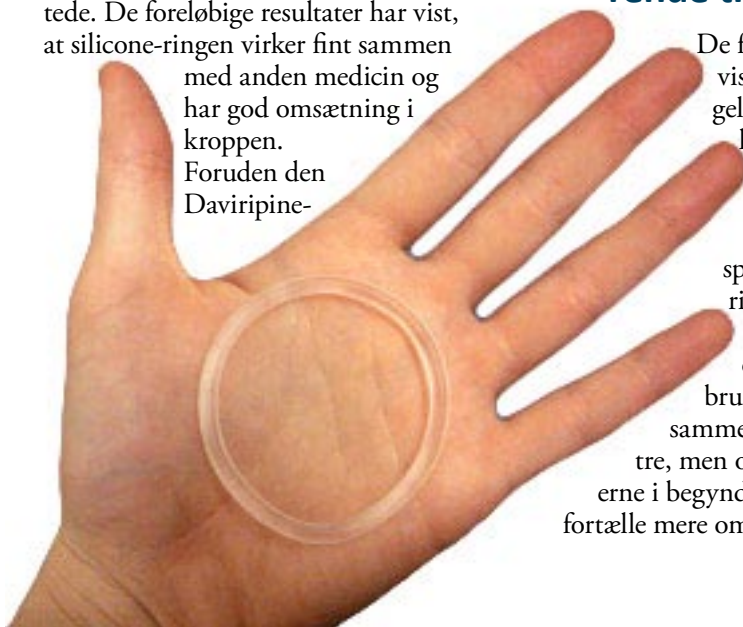 tede. De foreløbige resultater har vist,
at silicone-ringen virker fint sammen
med anden medicin og
har god omsætning i
kroppen.
Foruden den
Daviripine-
De f
vis
gel
sp
ri
bru
samme
tre, men o
erne i begynd
fortælle mere om